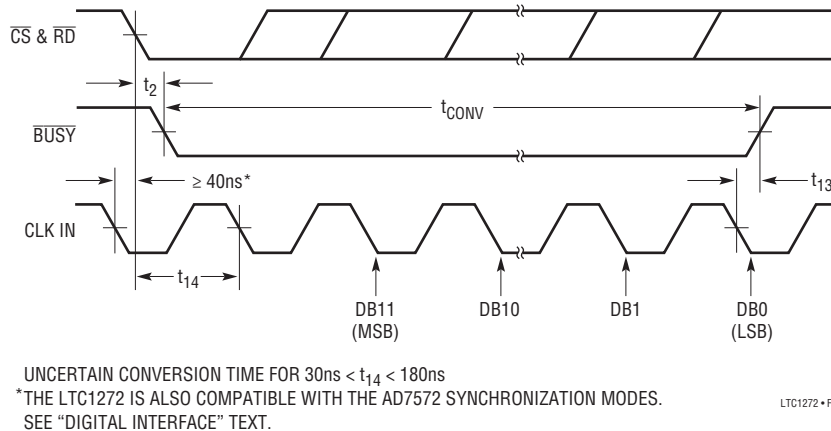 CS & RD
t2
tCONV
BUSY
≥ 40ns*
t13
CLK IN
t14
DB11
(MSB)
DB10
DB1
DB0
(LSB)
UNCERTAIN CONVERSION TIME FOR 30ns < t14 < 180ns
*THE LTC1272 IS ALSO COMPATIBLE WITH THE AD7572 SYNCHRONIZATION MODES.
SEE “DIGITAL INTERFACE” TEXT.
LTC1272 • F